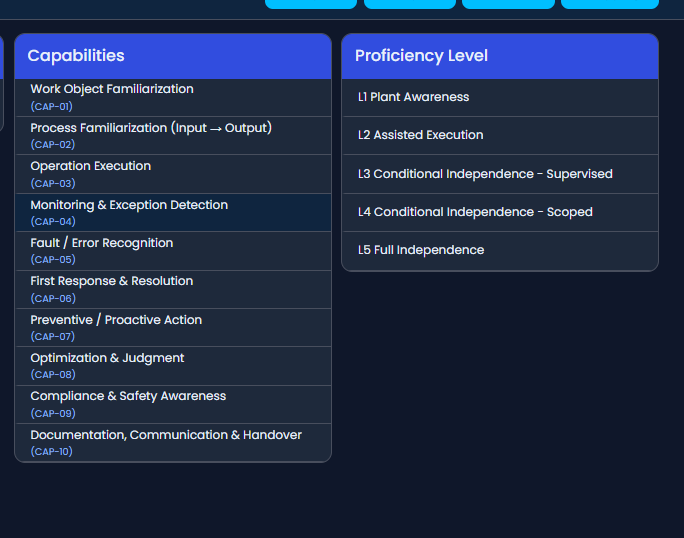 Capabilities
Work Object Familiarization
(CAP-01)
Process Familiarization (Input → Output)
(CAP-02)
Operation Execution
(CAP-03)
Monitoring & Exception Detection
(CAP-04)
Fault / Error Recognition
(CAP-05)
First Response & Resolution
(CAP-06)
Preventive / Proactive Action
(CAP-07)
Optimization & Judgment
(CAP-08)
Compliance & Safety Awareness
(CAP-09)
Documentation, Communication & Handover
(CAP-10)
Proficiency Level
L1 Plant Awareness
L2 Assisted Execution
L3 Conditional Independence - Supervised
L4 Conditional Independence - Scoped
L5 Full Independence